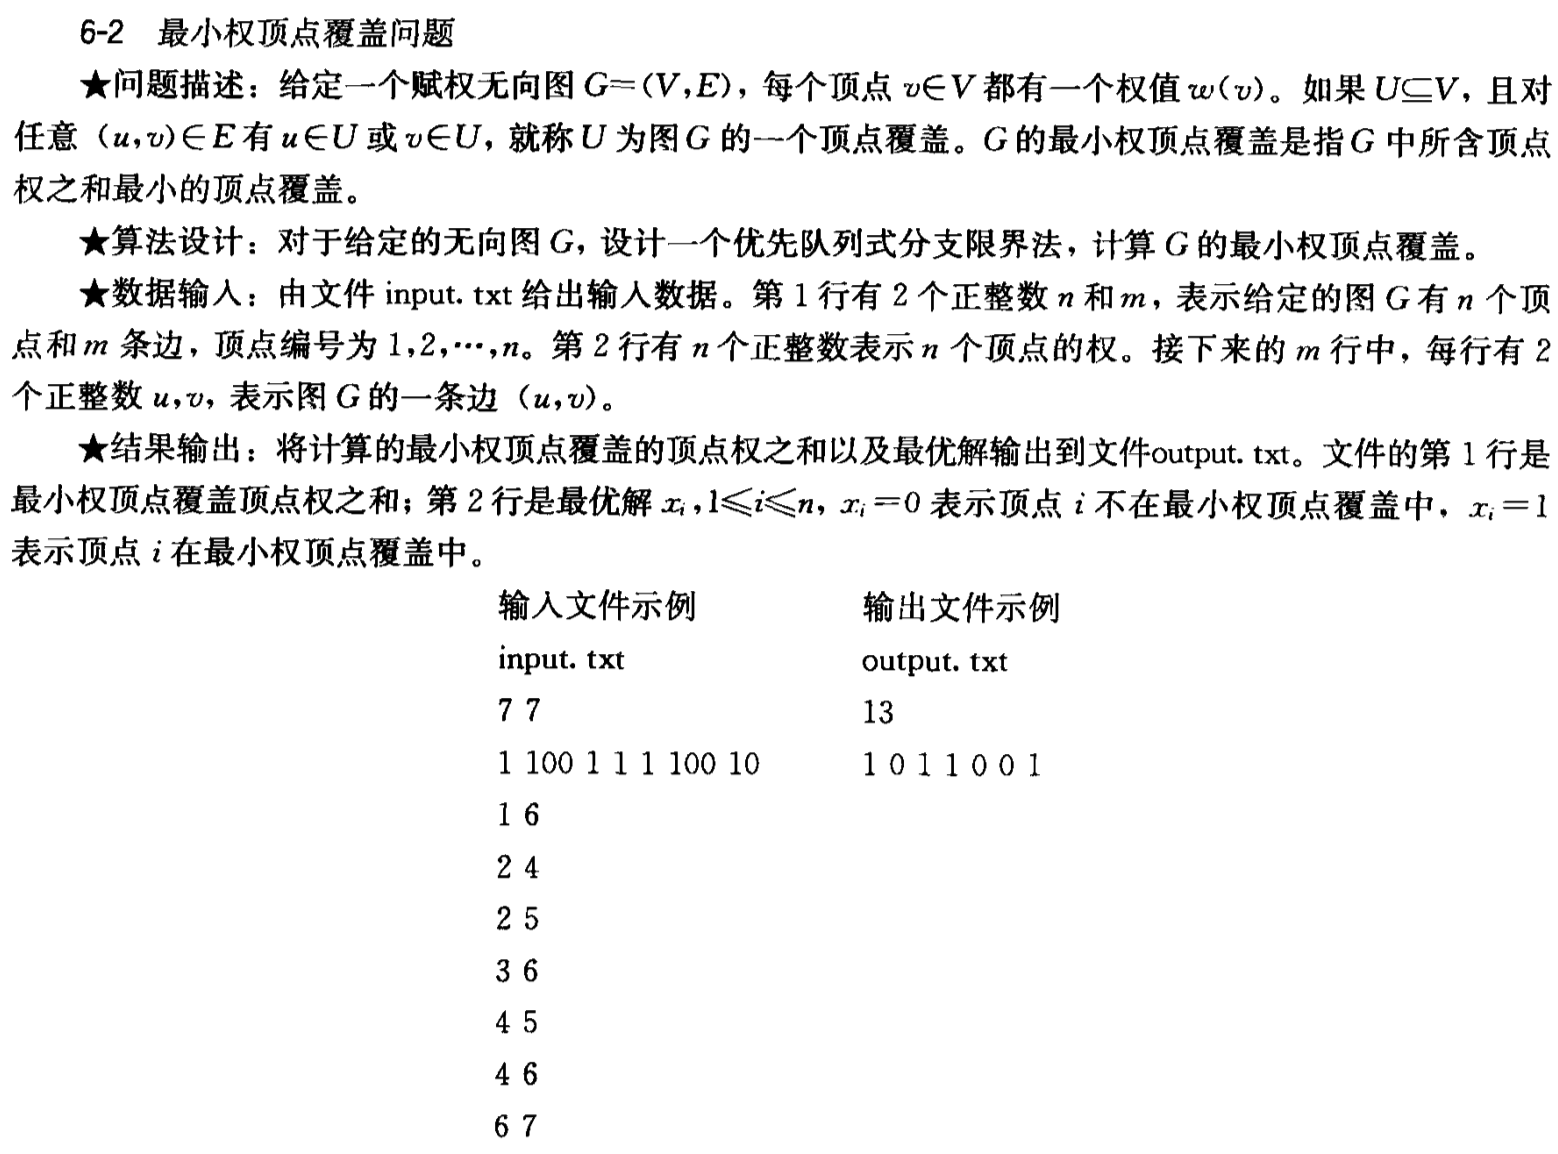 6-2 最小权顶点覆盖问题
★问题描述：给定一个赋权无向图 G=(V,E)，每个顶点 v∈V 都有一个权值 w(v)。如果 U⊆V，且对
任意 (u,v)∈E 有 u∈U 或 v∈U，就称 U 为图 G 的一个顶点覆盖。G 的最小权顶点覆盖是指 G 中所含顶点
权之和最小的顶点覆盖。
★算法设计：对于给定的无向图 G，设计一个优先队列式分支限界法，计算 G 的最小权顶点覆盖。
★数据输入：由文件 input. txt 给出输入数据。第 1 行有 2 个正整数 n 和 m，表示给定的图 G 有 n 个顶
点和 m 条边，顶点编号为 1,2,…,n。第 2 行有 n 个正整数表示 n 个顶点的权。接下来的 m 行中，每行有 2
个正整数 u,v，表示图 G 的一条边 (u,v)。
★结果输出：将计算的最小权顶点覆盖的顶点权之和以及最优解输出到文件output. txt。文件的第 1 行是
最小权顶点覆盖顶点权之和；第 2 行是最优解 xᵢ,1≤i≤n，xᵢ=0 表示顶点 i 不在最小权顶点覆盖中，xᵢ=1
表示顶点 i 在最小权顶点覆盖中。
输入文件示例 输出文件示例
input. txt output. txt
7 7 13
1 100 1 1 1 100 10 1 0 1 1 0 0 1
1 6
2 4
2 5
3 6
4 5
4 6
6 7